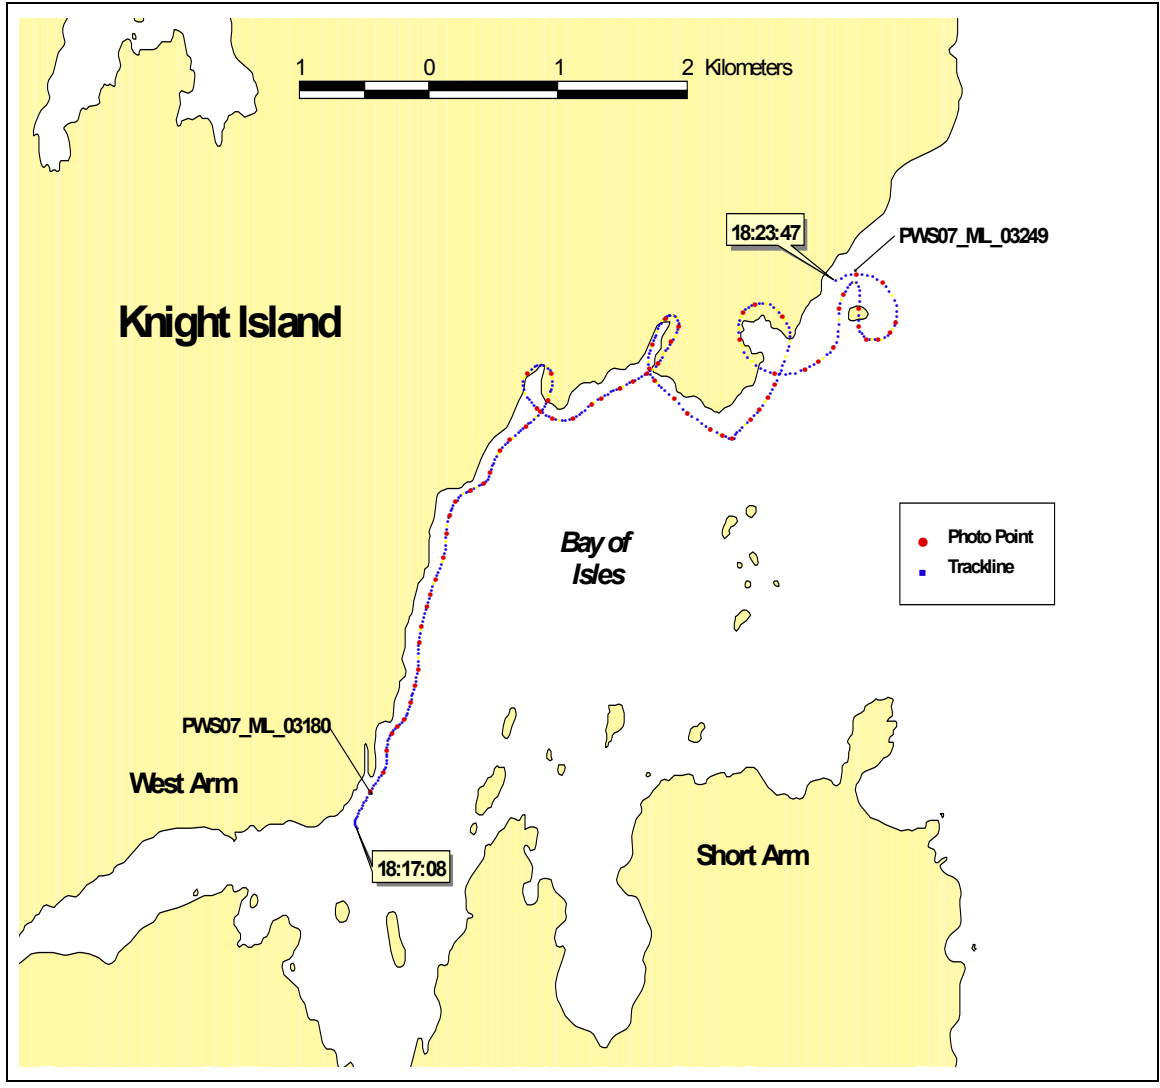 1 0 1 2 Kilometers
18:23:47
PWS07_ML_03249
Knight Island
Bay of
Isles
Photo Point
Trackline
PWS07_ML_03180
West Arm
Short Arm
18:17:08